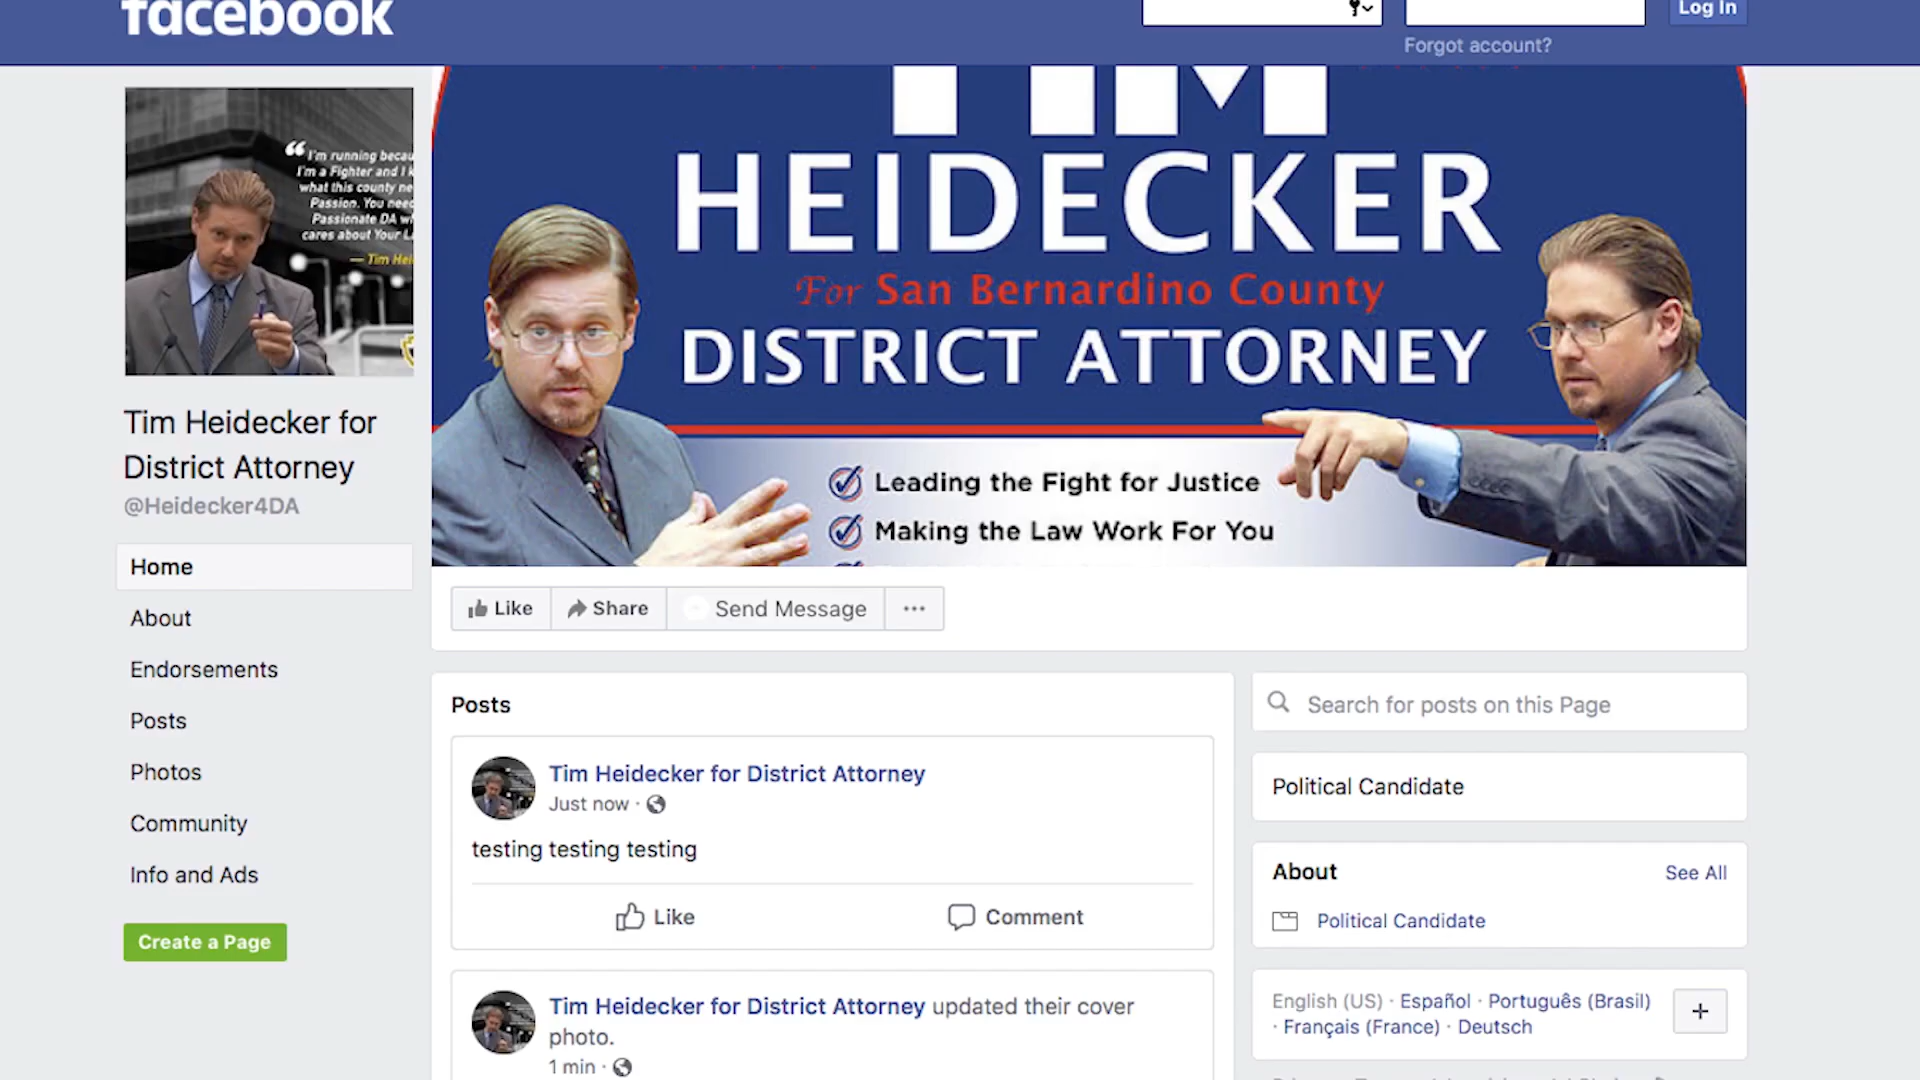 facebook
Log In
Forgot account?
“I'm running
I'm a Fighter and I
what this county
Passion. You
Passionate DA
cares about Your
— Tim
TIM
HEIDECKER
For San Bernardino County
DISTRICT ATTORNEY
Leading the Fight for Justice
Making the Law Work For You
Tim Heidecker for
District Attorney
@Heidecker4DA
Home
About
Endorsements
Posts
Photos
Community
Info and Ads
Create a Page
Like
Share
Send Message
Posts
Tim Heidecker for District Attorney
Just now ·
testing testing testing
Like
Comment
Tim Heidecker for District Attorney updated their cover
photo.
1 min ·
Search for posts on this Page
Political Candidate
About
See All
Political Candidate
English (US) · Español · Português (Brasil)
· Français (France) · Deutsch